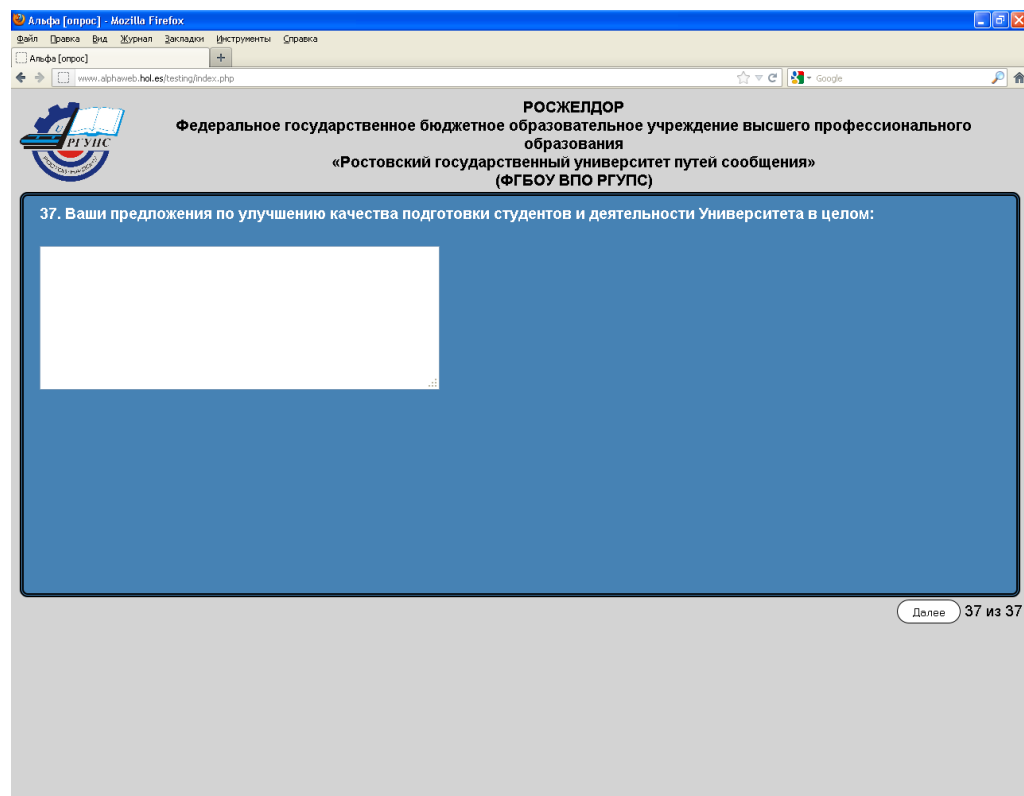 Альфа [опрос] - Mozilla Firefox
Файл Правка Вид Журнал Закладки Инструменты Справка
Альфа [опрос] +
www.alphaweb.hol.es/testing/index.php Google
РОСЖЕЛДОР
Федеральное государственное бюджетное образовательное учреждение высшего профессионального
образования
«Ростовский государственный университет путей сообщения»
(ФГБОУ ВПО РГУПС)
РГУПС
37. Ваши предложения по улучшению качества подготовки студентов и деятельности Университета в целом:
Далее 37 из 37